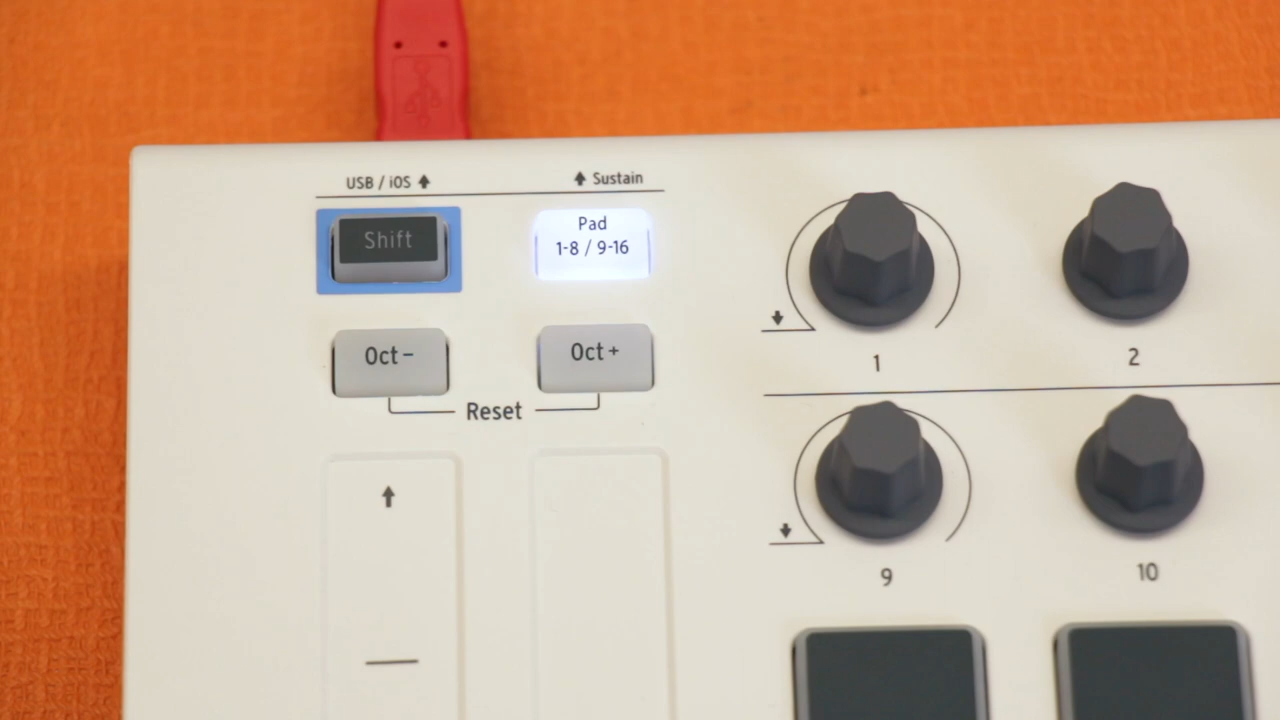 USB / iOS ↑
↑ Sustain
Shift
Pad
1-8 / 9-16
Oct -
Oct +
Reset
1
2
9
10